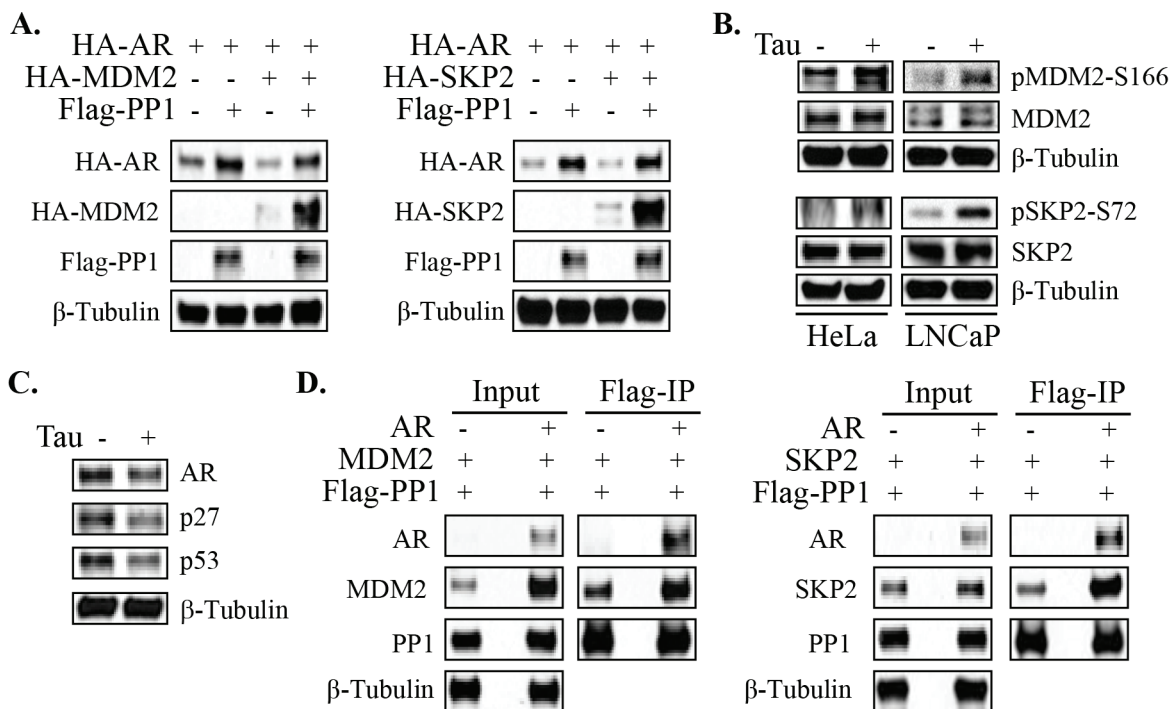 A.
HA-AR + + + +
HA-MDM2 - - + +
Flag-PP1 - + - +
HA-AR
HA-MDM2
Flag-PP1
β-Tubulin
HA-AR + + + +
HA-SKP2 - - + +
Flag-PP1 - + - +
HA-AR
HA-SKP2
Flag-PP1
β-Tubulin
B.
Tau - + - +
pMDM2-S166
MDM2
β-Tubulin
pSKP2-S72
SKP2
β-Tubulin
HeLa LNCaP
C.
Tau - +
AR
p27
p53
β-Tubulin
D.
Input Flag-IP
AR - + - +
MDM2 + + + +
Flag-PP1 + + + +
AR
MDM2
PP1
β-Tubulin
Input Flag-IP
AR - + - +
SKP2 + + + +
Flag-PP1 + + + +
AR
SKP2
PP1
β-Tubulin